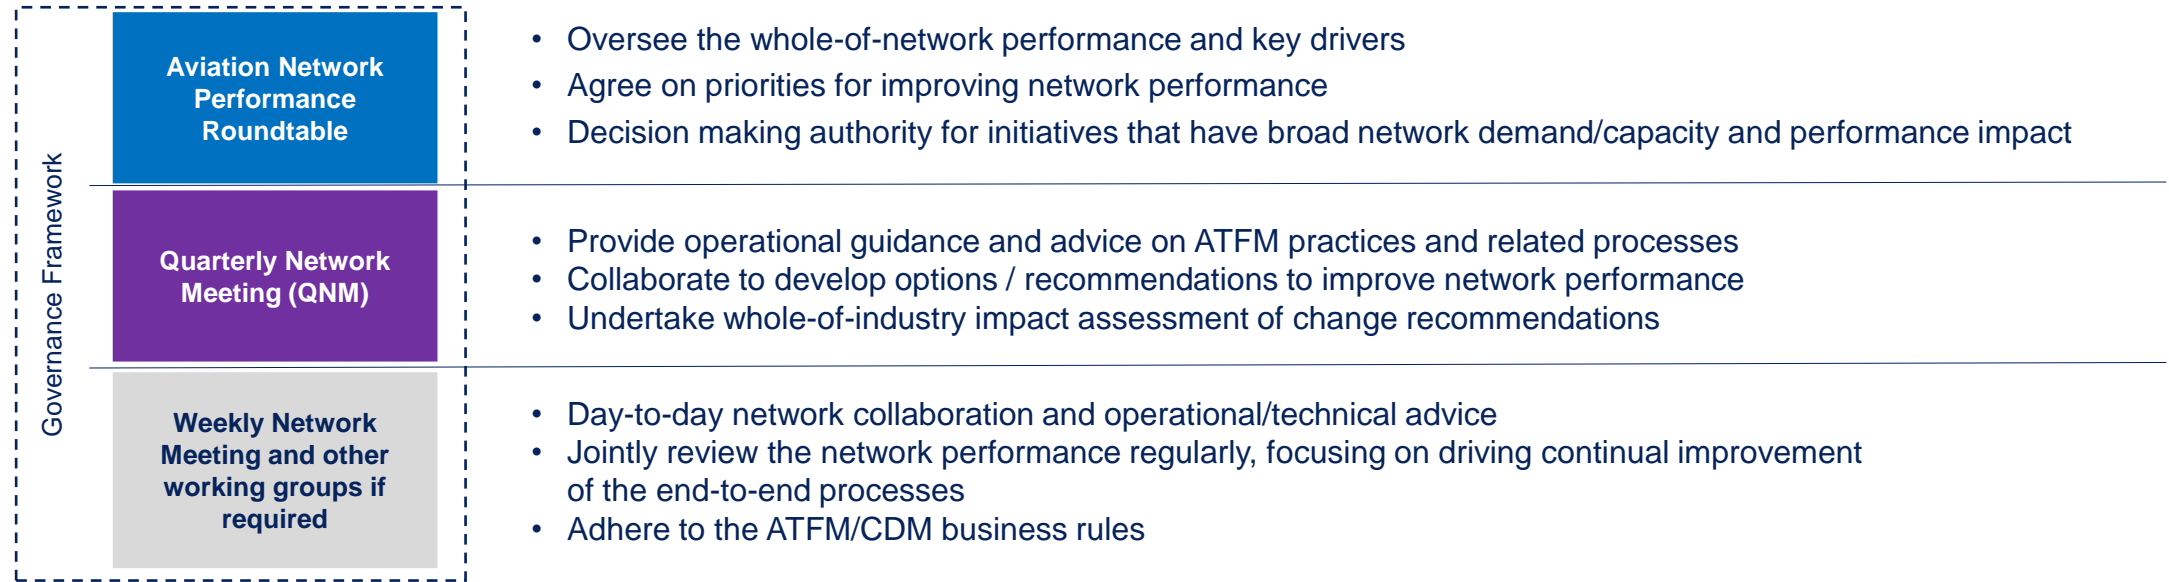 Governance Framework
Aviation Network
Performance
Roundtable
• Oversee the whole-of-network performance and key drivers
• Agree on priorities for improving network performance
• Decision making authority for initiatives that have broad network demand/capacity and performance impact
Quarterly Network
Meeting (QNM)
• Provide operational guidance and advice on ATFM practices and related processes
• Collaborate to develop options / recommendations to improve network performance
• Undertake whole-of-industry impact assessment of change recommendations
Weekly Network
Meeting and other
working groups if
required
• Day-to-day network collaboration and operational/technical advice
• Jointly review the network performance regularly, focusing on driving continual improvement
of the end-to-end processes
• Adhere to the ATFM/CDM business rules